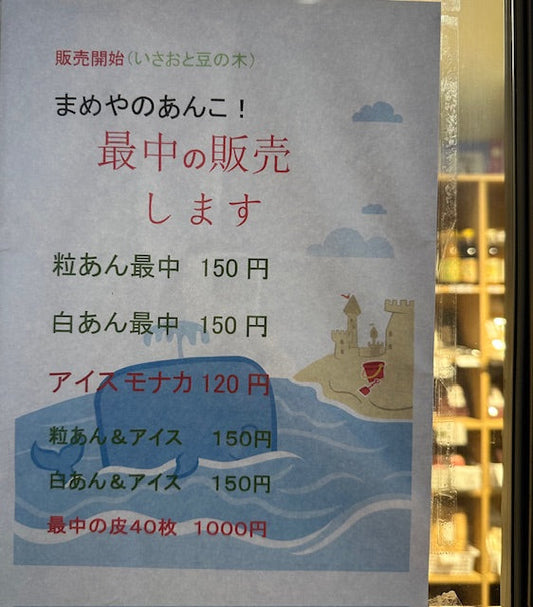 販売開始(いさおと豆の木)
まめやのあんこ！
最中の販売
します
粒あん最中 150円
白あん最中 150円
アイスモナカ 120円
粒あん＆アイス 150円
白あん＆アイス 150円
最中の皮40枚 1000円